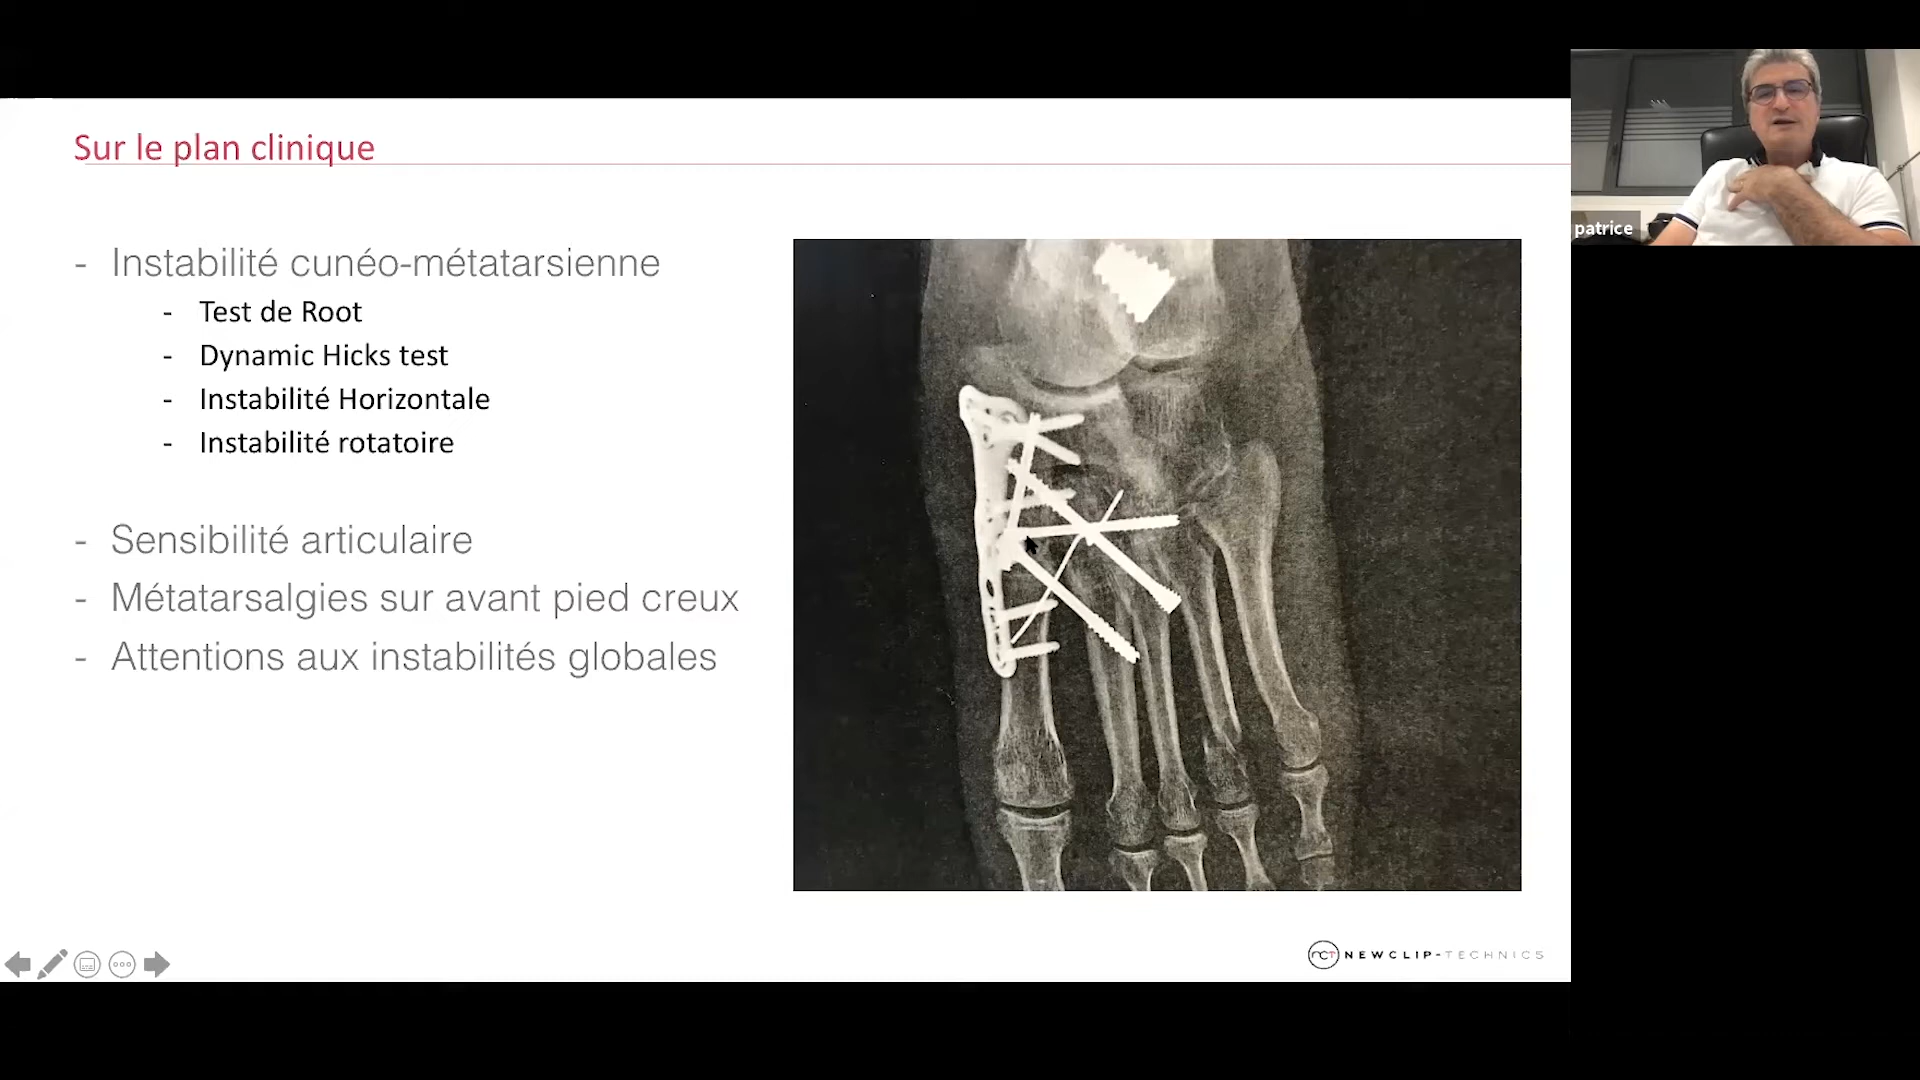 Sur le plan clinique
- Instabilité cunéo-métatarsienne
- Test de Root
- Dynamic Hicks test
- Instabilité Horizontale
- Instabilité rotatoire
- Sensibilité articulaire
- Métatarsalgies sur avant pied creux
- Attentions aux instabilités globales
patrice
nct NEWCLIP-TECHNICS